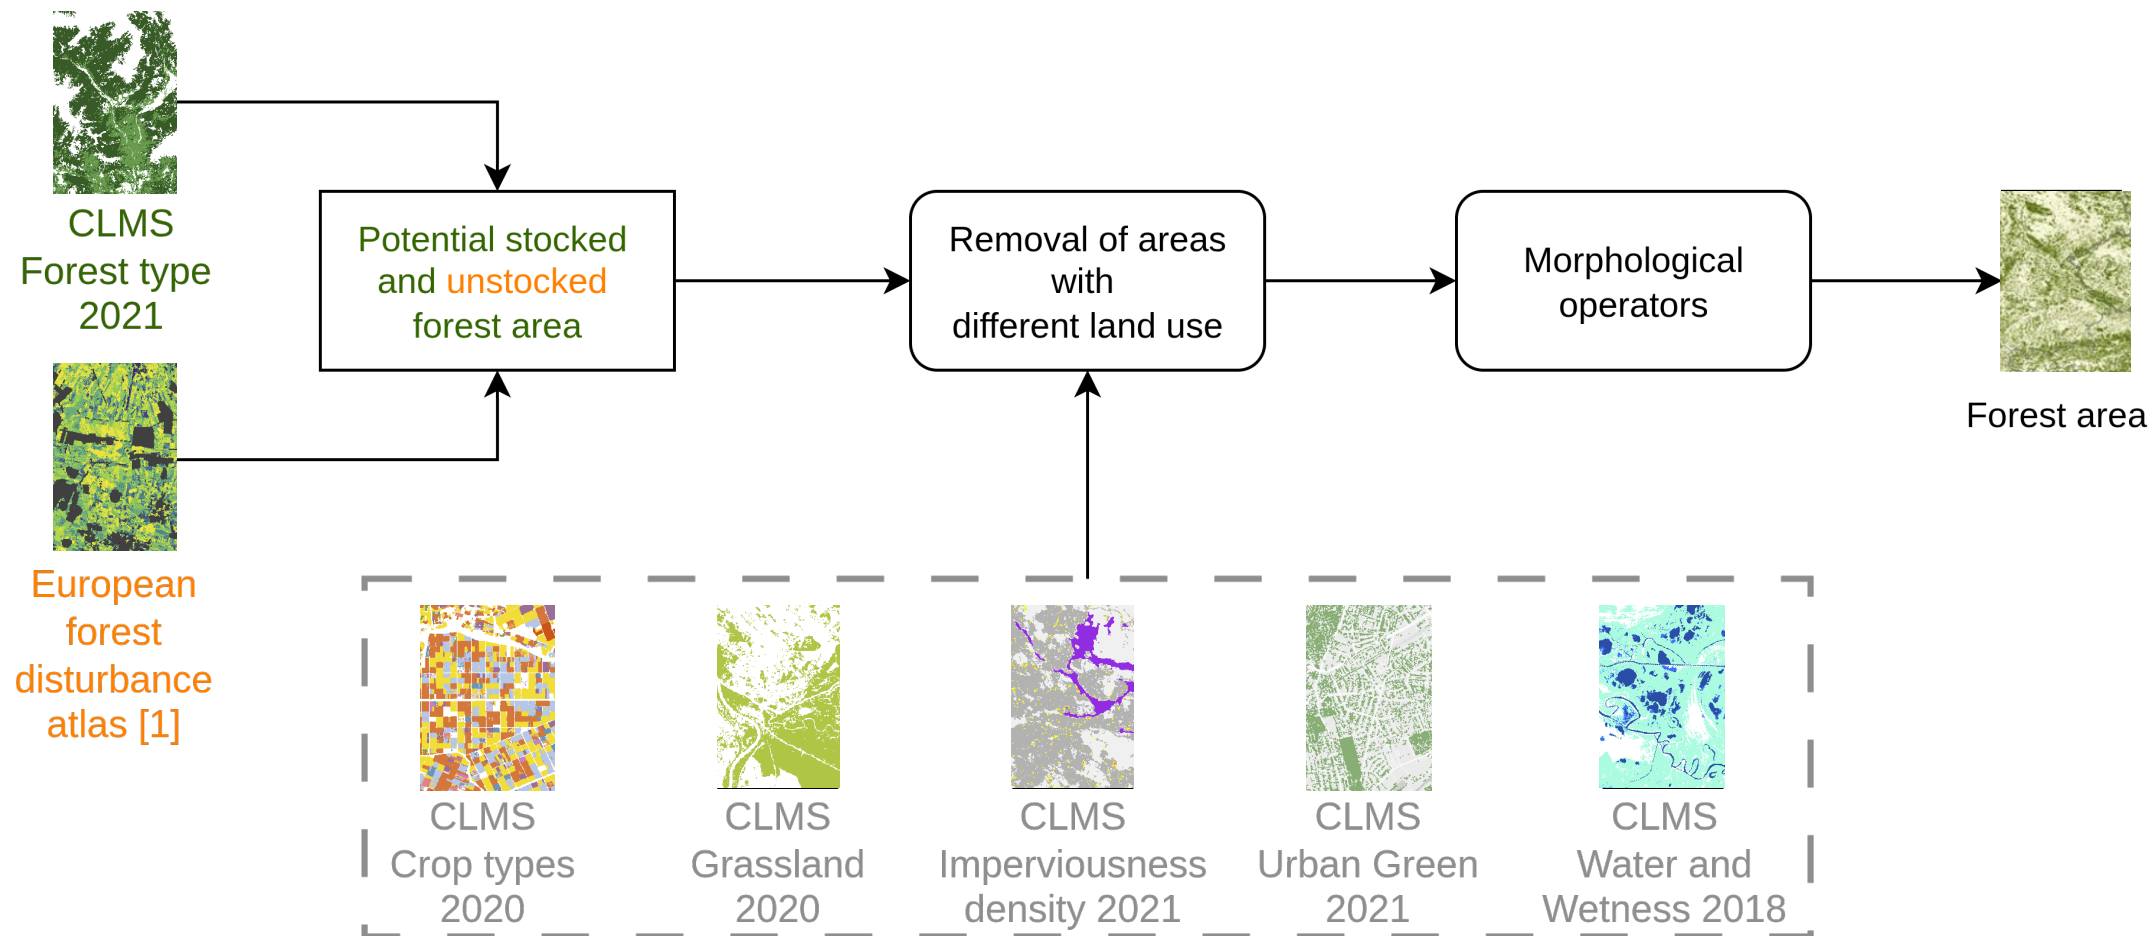 CLMS
Forest type
2021
European
forest
disturbance
atlas [1]
Potential stocked
and unstocked
forest area
Removal of areas
with
different land use
Morphological
operators
Forest area
CLMS
Crop types
2020
CLMS
Grassland
2020
CLMS
Imperviousness
density 2021
CLMS
Urban Green
2021
CLMS
Water and
Wetness 2018